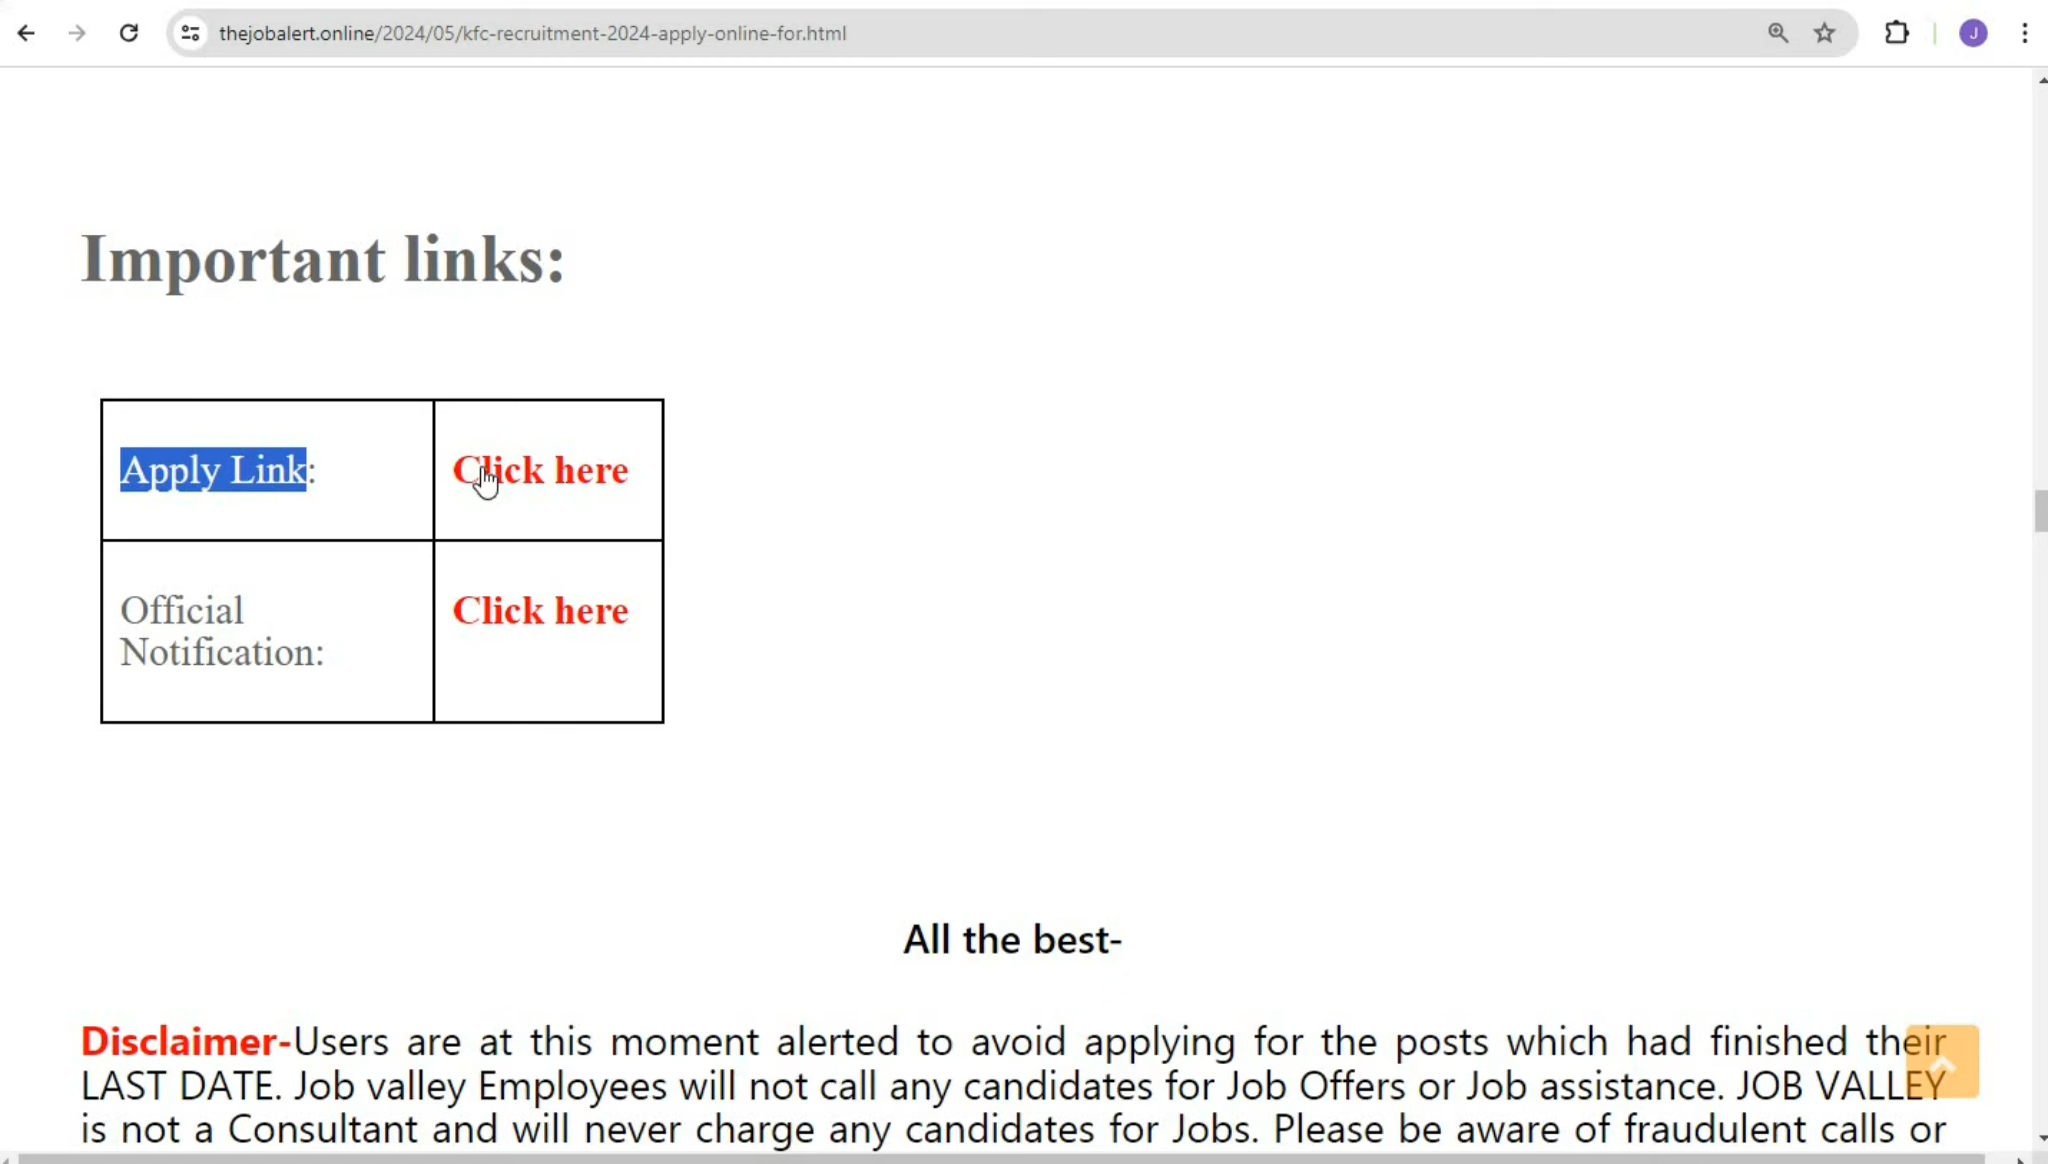 thejobalert.online/2024/05/kfc-recruitment-2024-apply-online-for.html
J
Important links:
Apply Link:
Click here
Official
Notification:
Click here
All the best-
Disclaimer-Users are at this moment alerted to avoid applying for the posts which had finished their
LAST DATE. Job valley Employees will not call any candidates for Job Offers or Job assistance. JOB VALLEY
is not a Consultant and will never charge any candidates for Jobs. Please be aware of fraudulent calls or